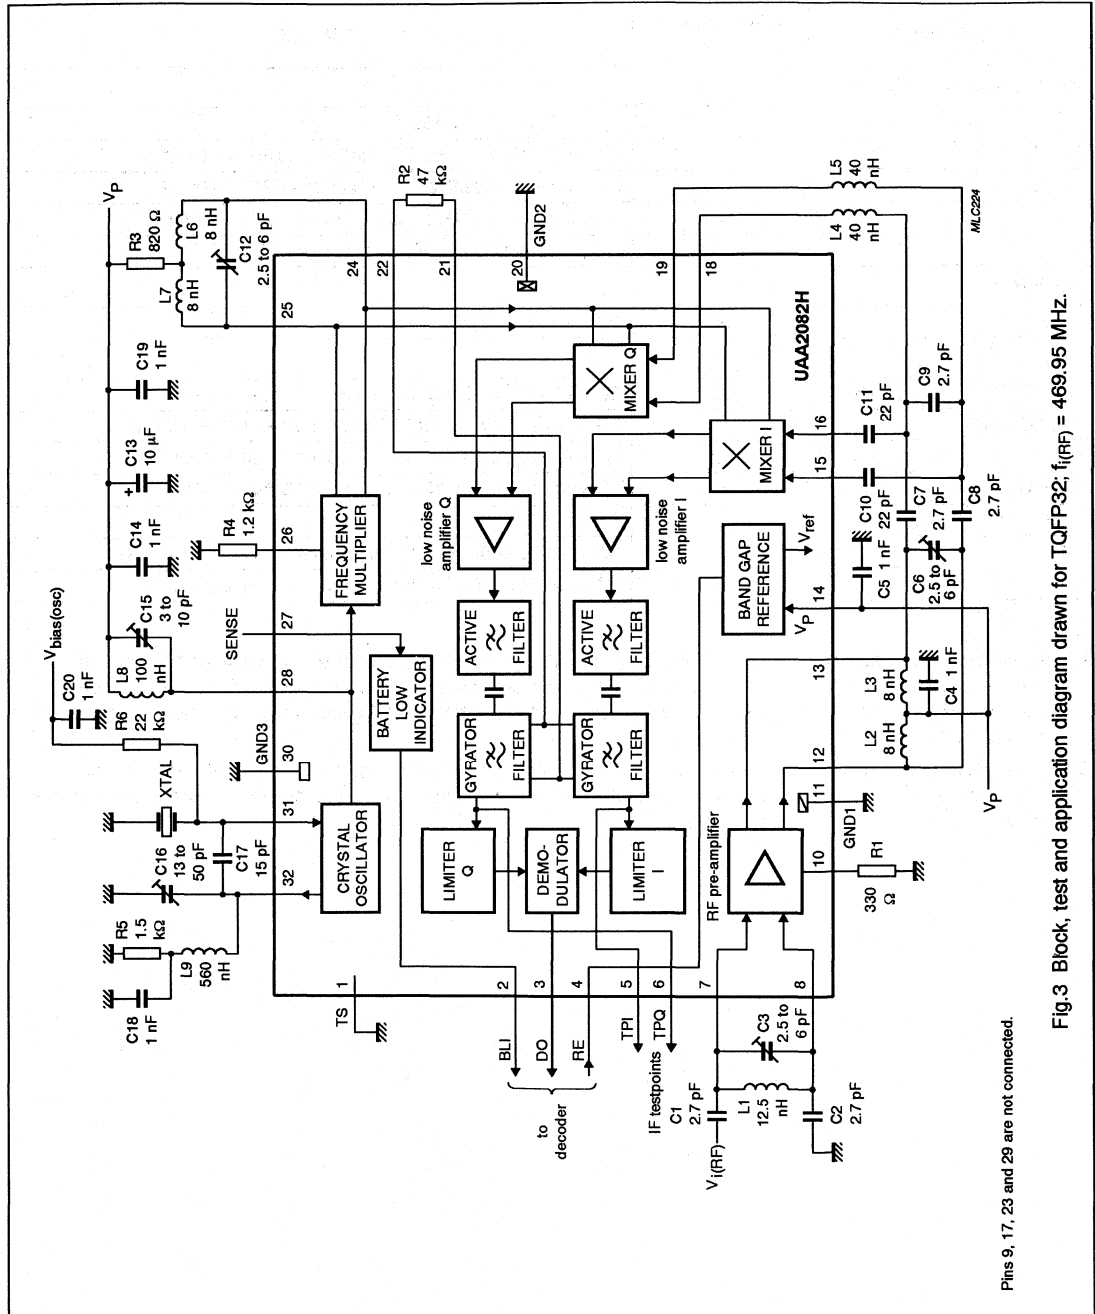 Vbias(osc)
VP
C18
1 nF
R5
1.5
kΩ
L9
560
nH
C16
13 to
50 pF
C17
15 pF
XTAL
R6
22
kΩ
C20
1 nF
L8
100
nH
C15
3 to
10 pF
C14
1 nF
C13
+
10 µF
C19
1 nF
R3
820 Ω
L7
8 nH
L6
8 nH
C12
2.5 to 6 pF
GND3
SENSE
R4
1.2 kΩ
TS
1
32
31
30
28
27
26
25
24
22
R2
47
kΩ
21
20
GND2
19
18
CRYSTAL
OSCILLATOR
FREQUENCY
MULTIPLIER
BATTERY
LOW
INDICATOR
BLI
2
DO
3
RE
4
to
decoder
TPI
5
TPQ
6
IF testpoints
LIMITER
Q
DEMO-
DULATOR
LIMITER
I
GYRATOR
FILTER
GYRATOR
FILTER
ACTIVE
FILTER
ACTIVE
FILTER
low noise
amplifier Q
low noise
amplifier I
MIXER Q
MIXER I
BAND GAP
REFERENCE
VP
Vref
RF pre-amplifier
UAA2082H
7
8
10
11
12
13
14
15
16
Vi(RF)
C1
2.7 pF
L1
12.5
nH
C3
2.5 to
6 pF
C2
2.7 pF
330
Ω
R1
GND1
L2
8 nH
L3
8 nH
C4
1 nF
VP
C5
1 nF
C6
2.5 to
6 pF
C10
22 pF
C7
2.7 pF
C8
2.7 pF
C11
22 pF
C9
2.7 pF
L4
40
nH
L5
40
nH
MLC224
Pins 9, 17, 23 and 29 are not connected.
Fig.3 Block, test and application diagram drawn for TQFP32; fi(RF) = 469.95 MHz.